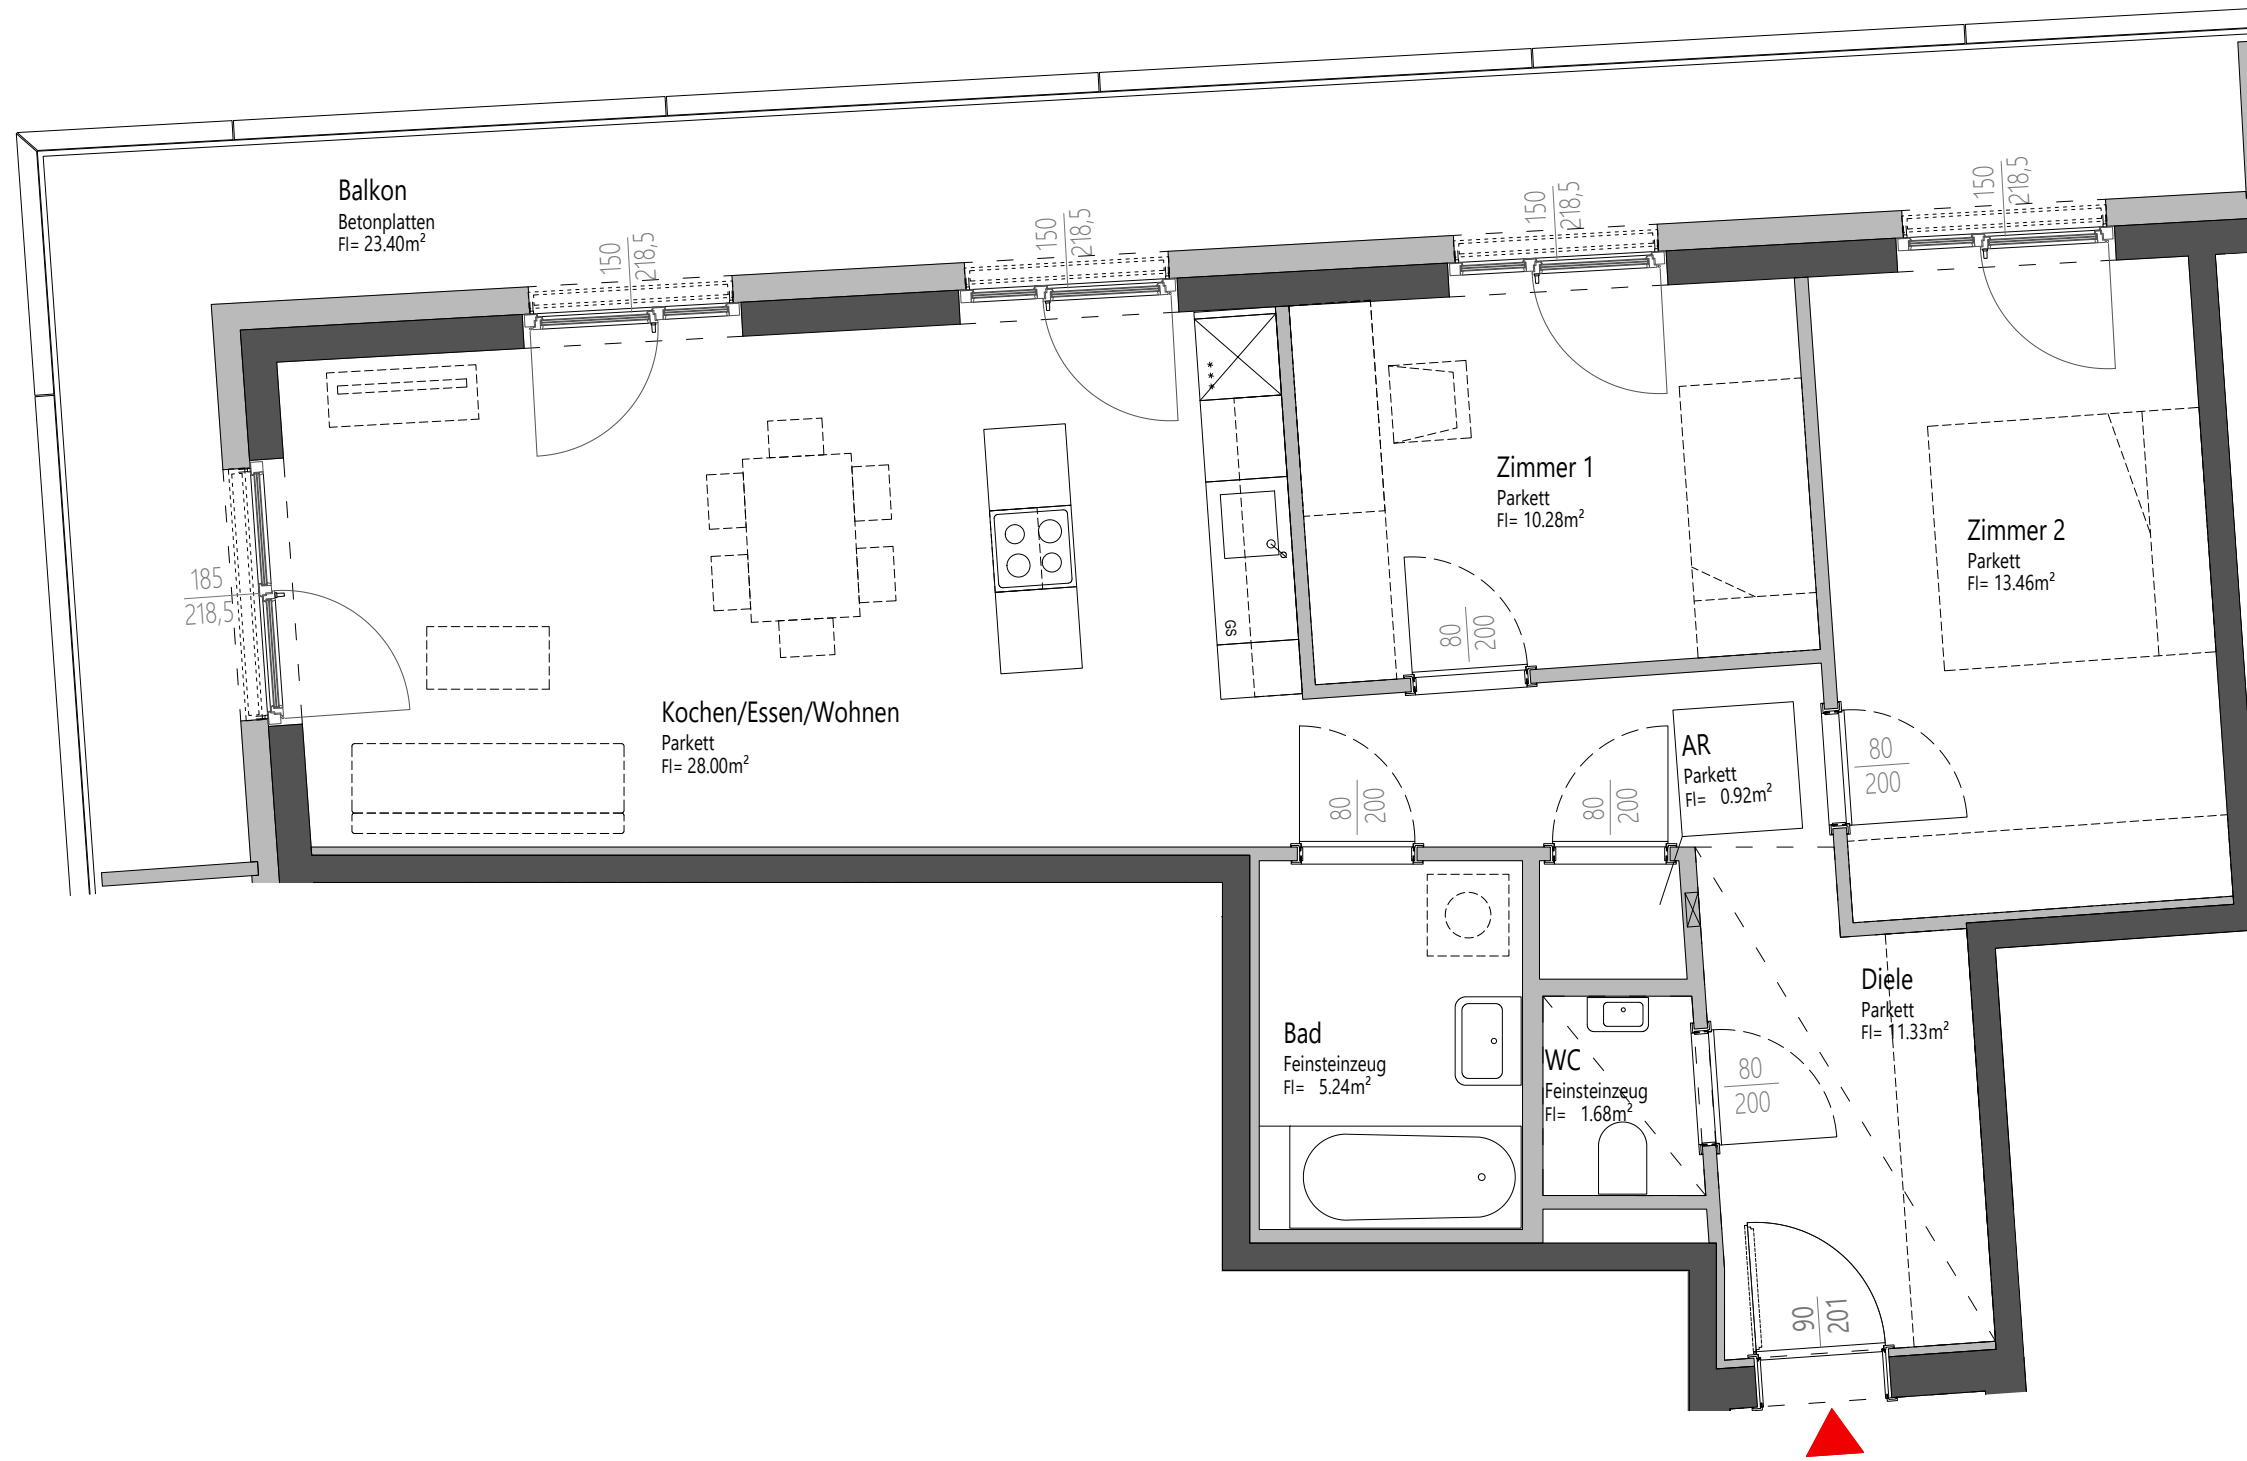 Balkon
Betonplatten
Fl= 23.40m²
150
218,5
150
218,5
150
218,5
150
218,5
185
218,5
***
GS
Zimmer 1
Parkett
Fl= 10.28m²
Zimmer 2
Parkett
Fl= 13.46m²
80
200
Kochen/Essen/Wohnen
Parkett
Fl= 28.00m²
80
200
80
200
AR
Parkett
Fl= 0.92m²
80
200
Diele
Parkett
Fl= 11.33m²
Bad
Feinsteinzeug
Fl= 5.24m²
WC
Feinsteinzeug
Fl= 1.68m²
80
200
90
201